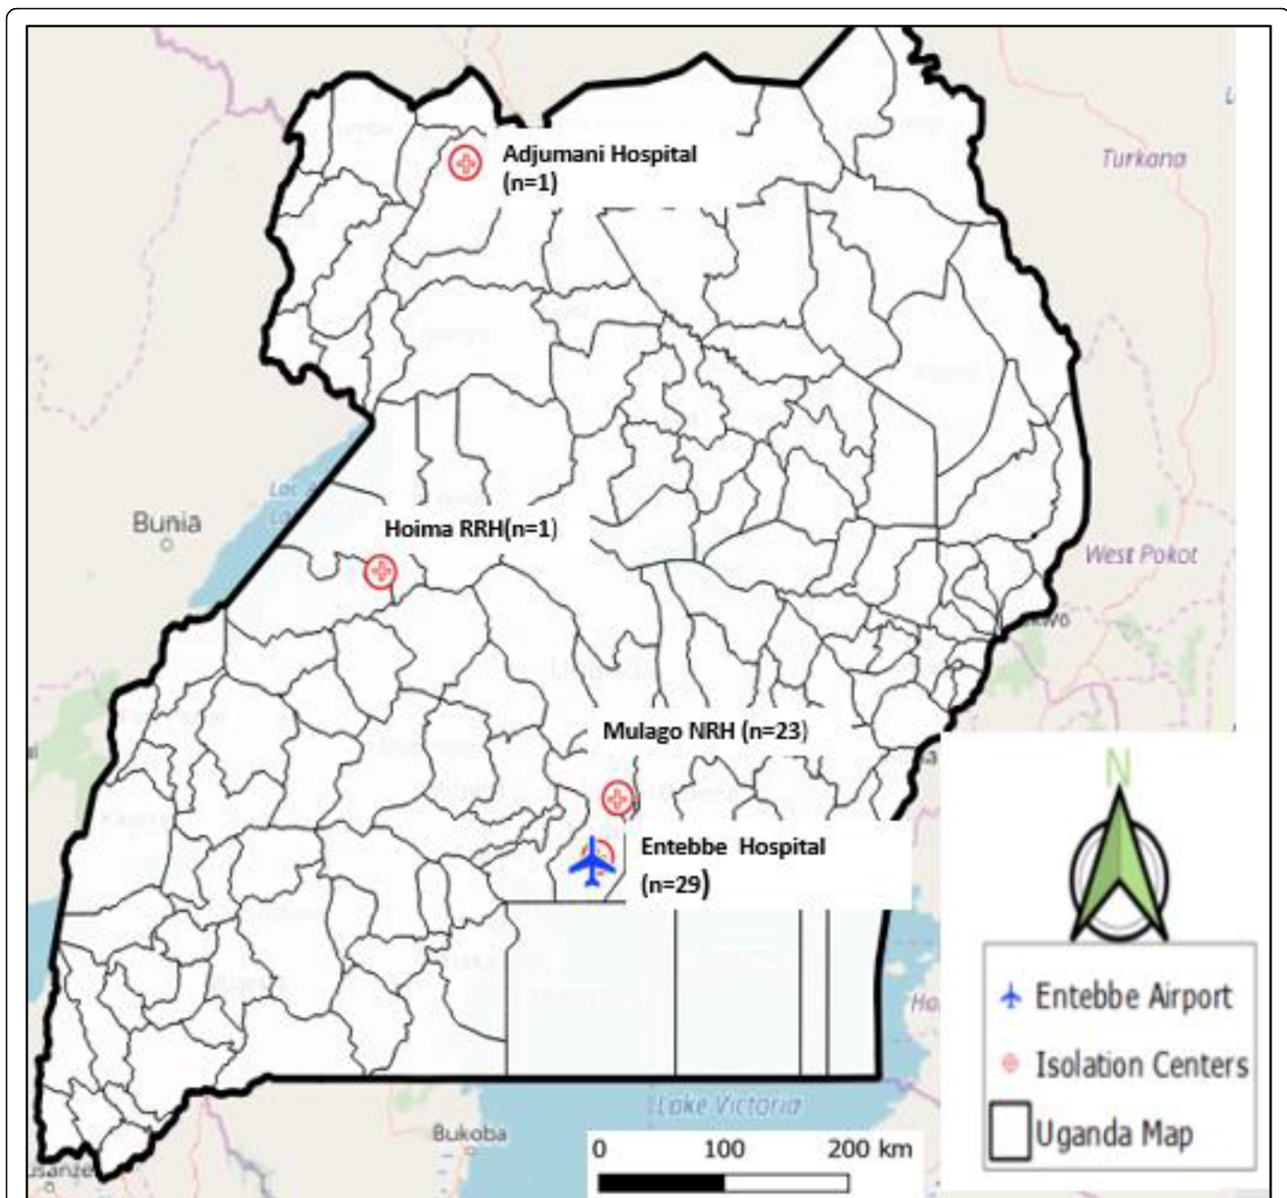 Turkana
Adjumani Hospital
(n=1)
Bunia
Hoima RRH(n=1)
West Pokot
Mulago NRH (n=23)
Entebbe Hospital
(n=29)
N
Entebbe Airport
Isolation Centers
Uganda Map
Lake Victoria
Bukoba
0 100 200 km